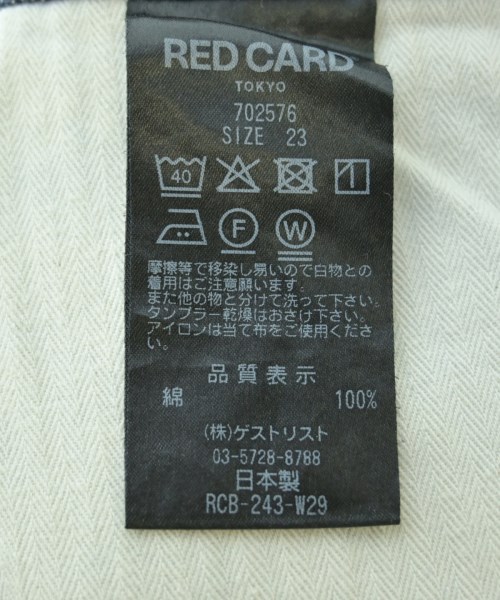 RED CARD
TOKYO
702576
SIZE 23
40
F W
摩擦等で移染し易いので白物との
着用はご注意願います。
また他の物と分けて洗って下さい。
タンブラー乾燥はおさけ下さい。
アイロンは当て布をご使用くださ
い。
品質表示
綿 100%
(株)ゲストリスト
03-5728-8788
日本製
RCB-243-W29